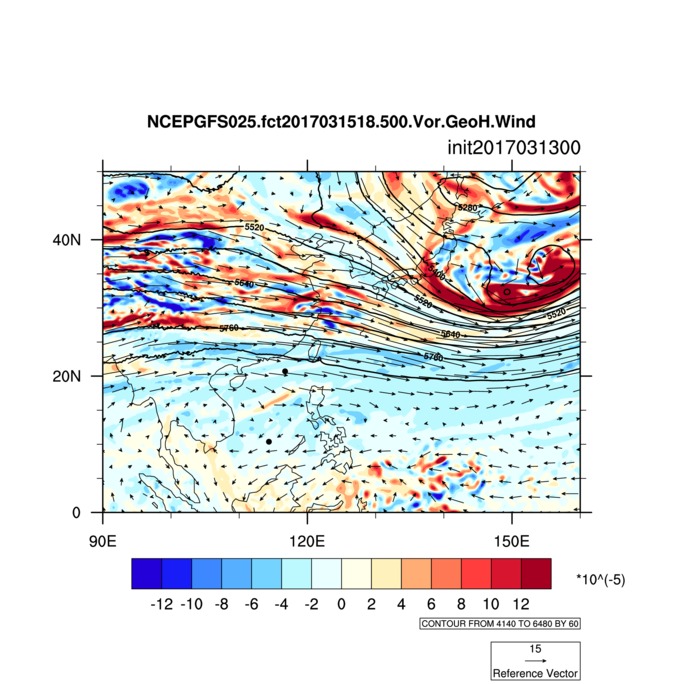 NCEPGFS025.fct2017031518.500.Vor.GeoH.Wind
init2017031300
5280
40N
5520
5400
5640
5520
5520
5760
5640
5760
20N
0
90E 120E 150E
-12 -10 -8 -6 -4 -2 0 2 4 6 8 10 12
*10^(-5)
CONTOUR FROM 4140 TO 6480 BY 60
15
Reference Vector